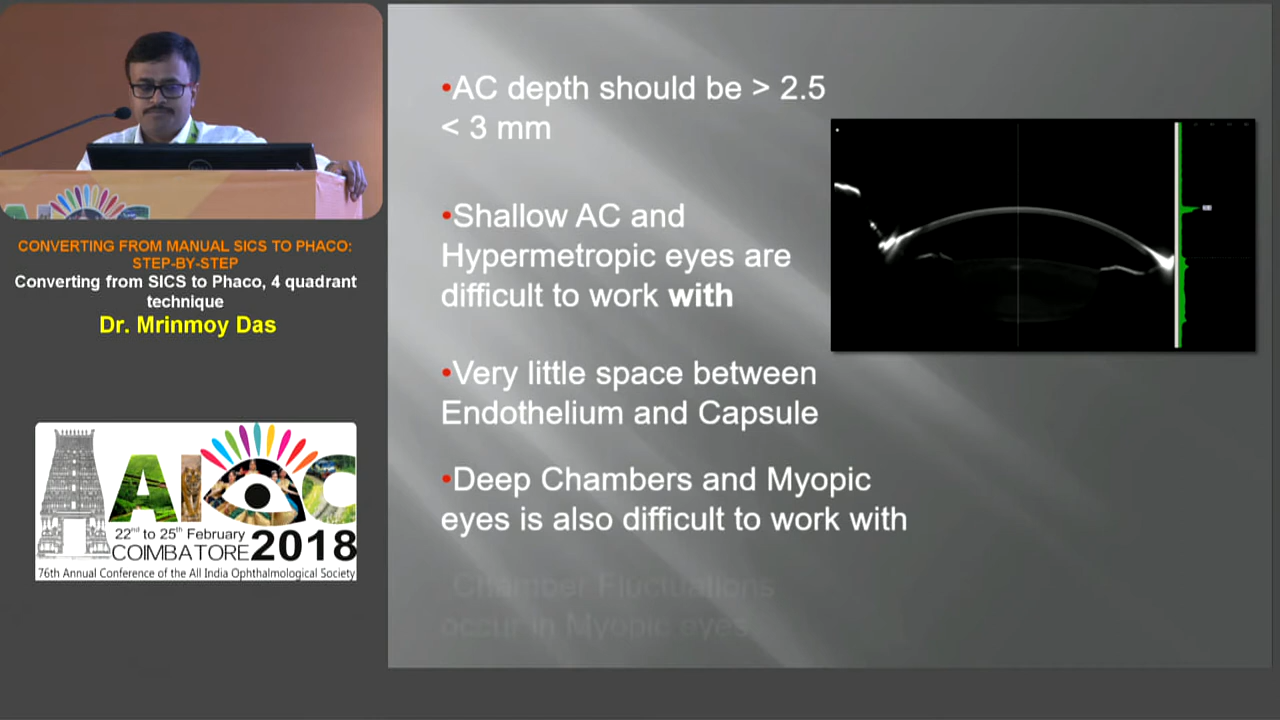 CONVERTING FROM MANUAL SICS TO PHACO:
STEP-BY-STEP
Converting from SICS to Phaco, 4 quadrant
technique
Dr. Mrinmoy Das
AIOC
22nd to 25th February
COIMBATORE 2018
76th Annual Conference of the All India Ophthalmological Society
•AC depth should be > 2.5
< 3 mm
•Shallow AC and
Hypermetropic eyes are
difficult to work with
•Very little space between
Endothelium and Capsule
•Deep Chambers and Myopic
eyes is also difficult to work with
Chamber Fluctuations
occur in Myopic eyes